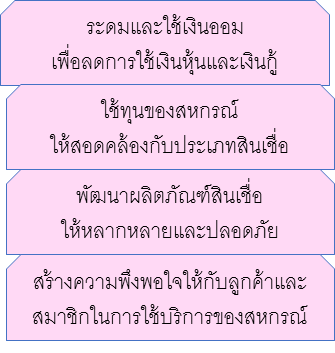 ระดมและใช้เงินออม
เพื่อลดการใช้เงินหุ้นและเงินกู้
ใช้ทุนของสหกรณ์
ให้สอดคล้องกับประเภทสินเชื่อ
พัฒนาผลิตภัณฑ์สินเชื่อ
ให้หลากหลายและปลอดภัย
สร้างความพึงพอใจให้กับลูกค้าและ
สมาชิกในการใช้บริการของสหกรณ์